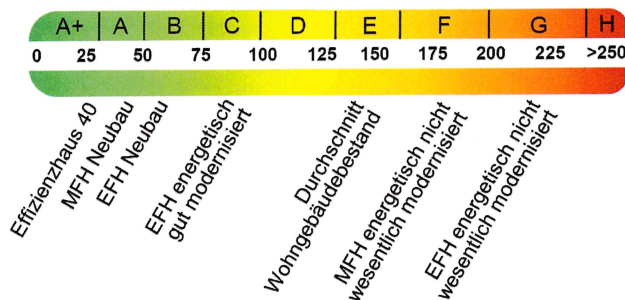 A+ A B C D E F G H
0 25 50 75 100 125 150 175 200 225 >250
Effizienzhaus 40
MFH Neubau
EFH Neubau
EFH energetisch
gut modernisiert
Durchschnitt
Wohngebäudebestand
MFH energetisch nicht
wesentlich modernisiert
EFH energetisch nicht
wesentlich modernisiert